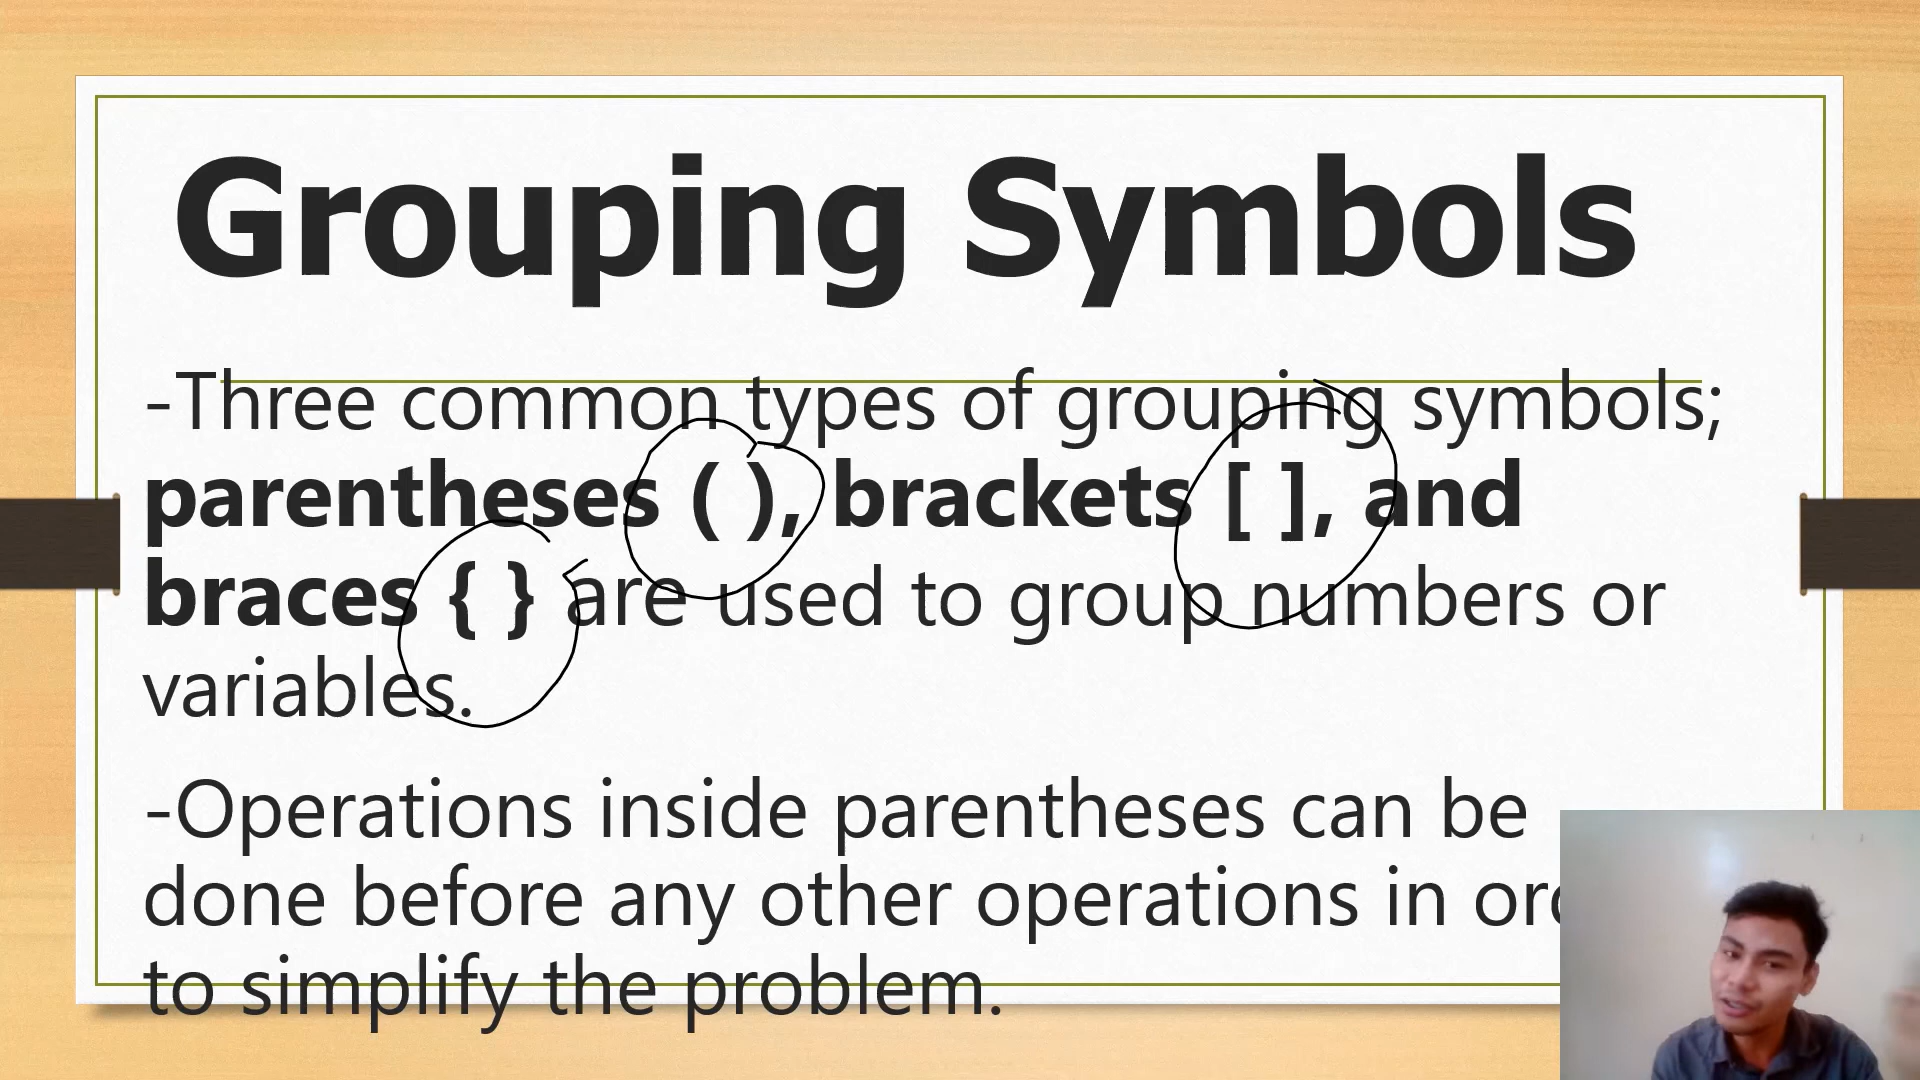 Grouping Symbols
-Three common types of grouping symbols;
parentheses ( ), brackets [ ], and
braces { } are used to group numbers or
variables.
-Operations inside parentheses can be
done before any other operations in
to simplify the problem.